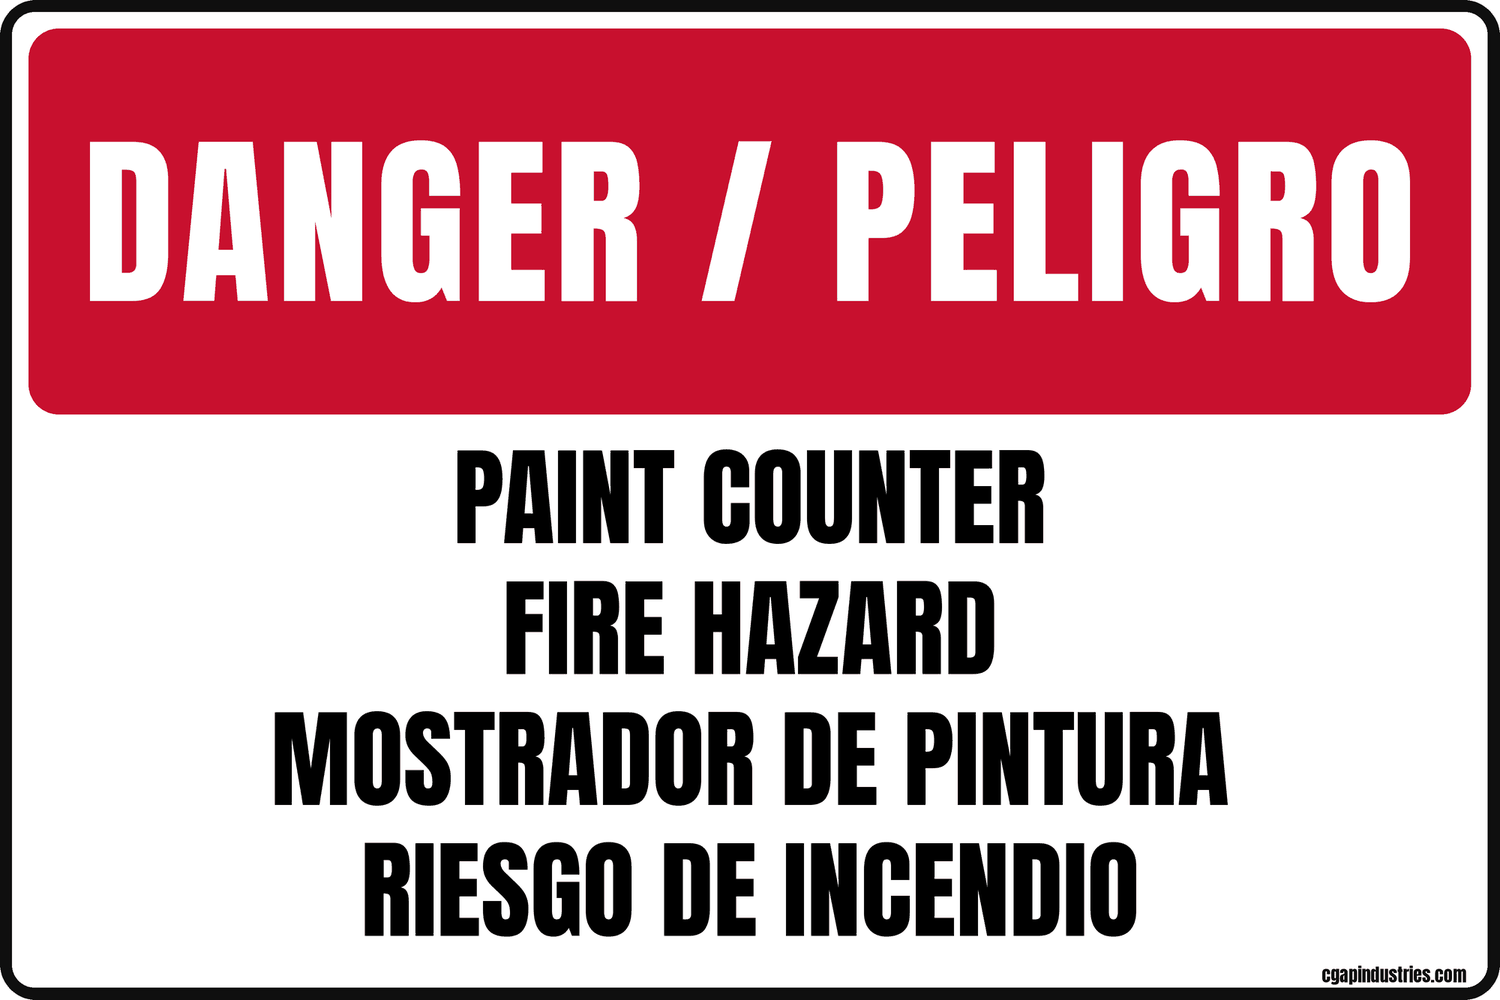 DANGER / PELIGRO
PAINT COUNTER
FIRE HAZARD
MOSTRADOR DE PINTURA
RIESGO DE INCENDIO
cgapindustries.com